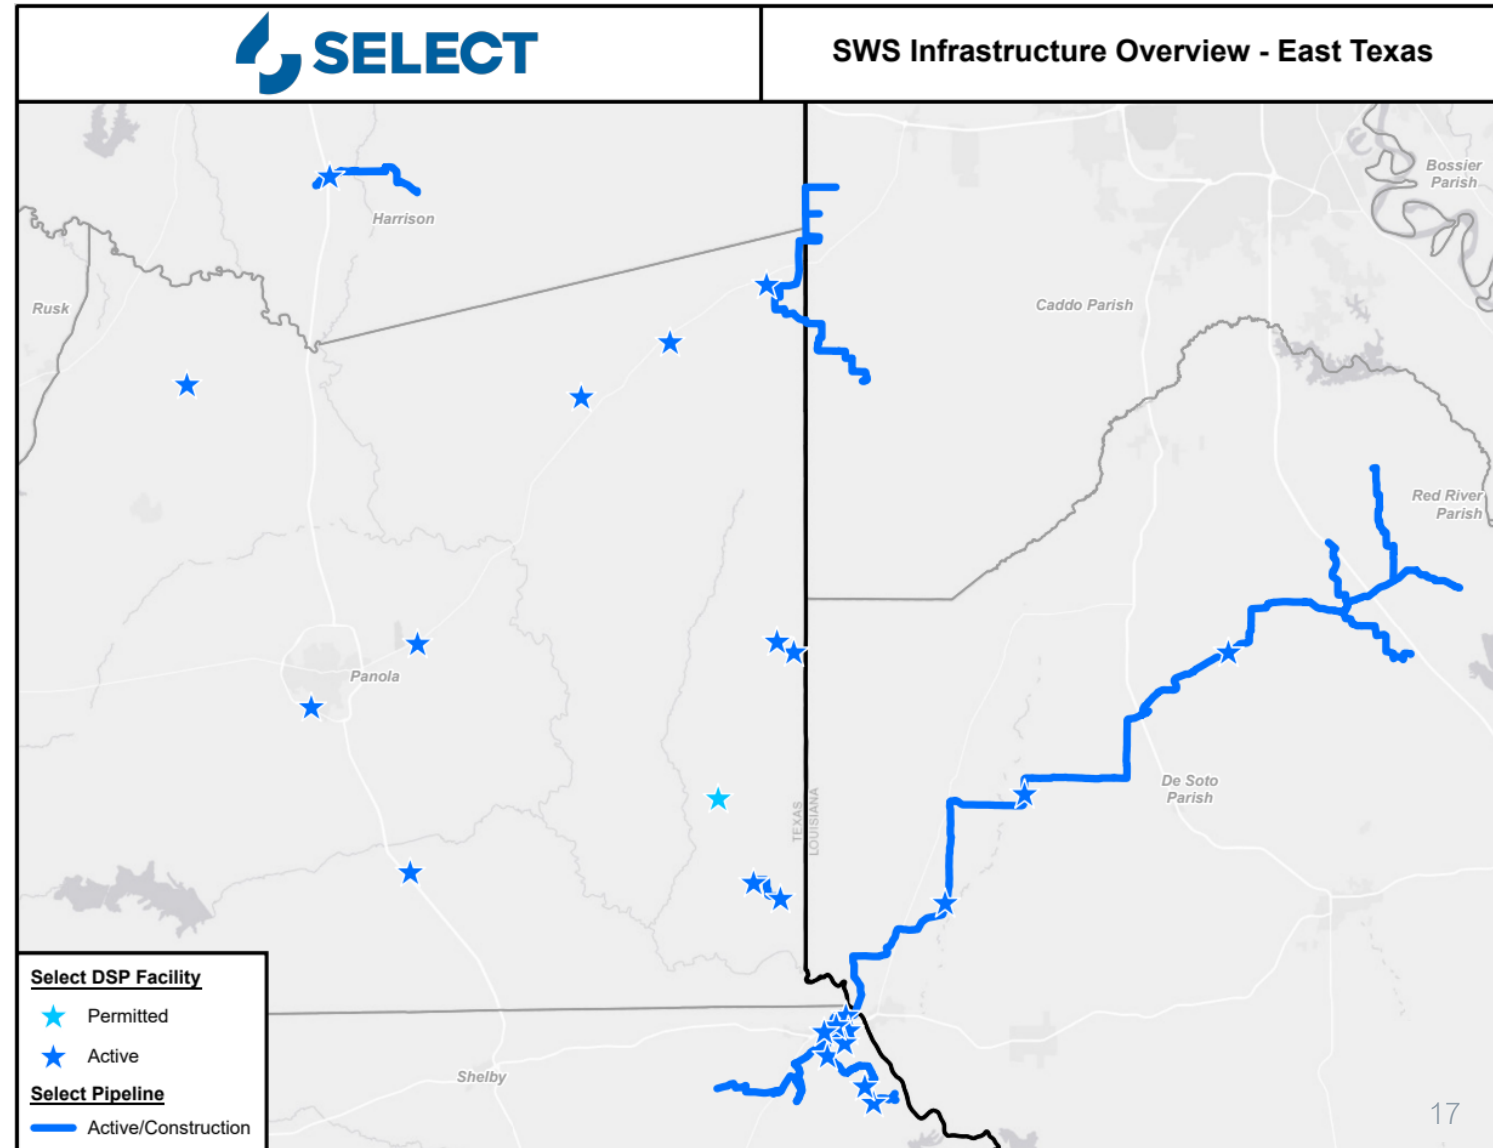 SELECT
SWS Infrastructure Overview - East Texas
Bossier
Parish
Harrison
Rusk
Caddo Parish
Red River
Parish
Panola
De Soto
Parish
TEXAS
LOUISIANA
Select DSP Facility
Permitted
Active
Select Pipeline
Active/Construction
Shelby
17